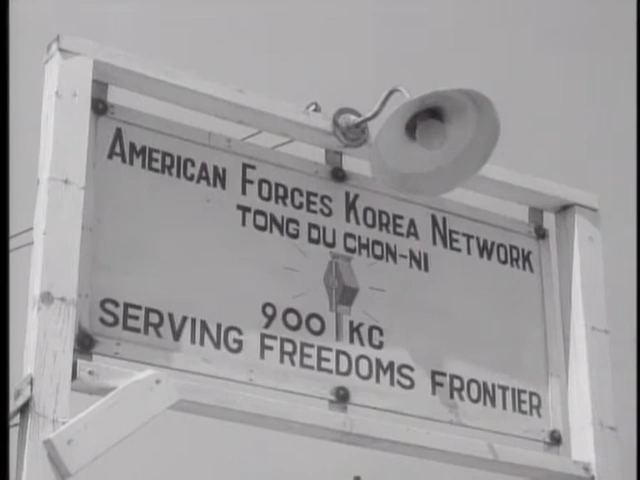 AMERICAN FORCES KOREA NETWORK
TONG DU CHON-NI
900 KC
SERVING FREEDOMS FRONTIER